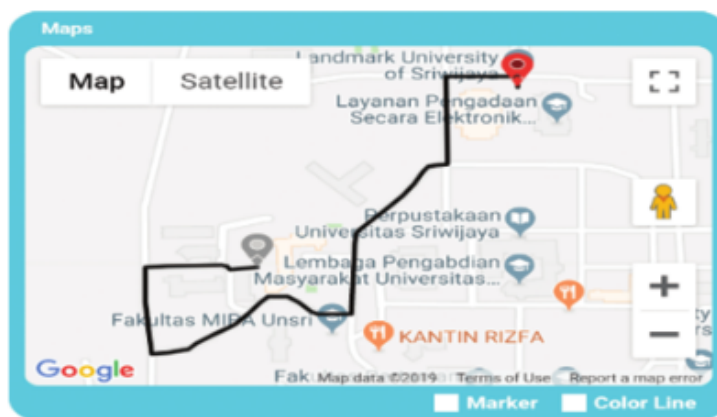 Maps
Map
Satellite
Landmark University
of Sriwijaya
Layanan Pengadaan
Secara Elektronik...
Perpustakaan
Universitas Sriwijaya
Lembaga Pengabdian
Masyarakat Universitas...
Fakultas MIPA Unsri
KANTIN RIZFA
Google
Map data ©2019
Terms of Use
Report a map error
Marker
Color Line